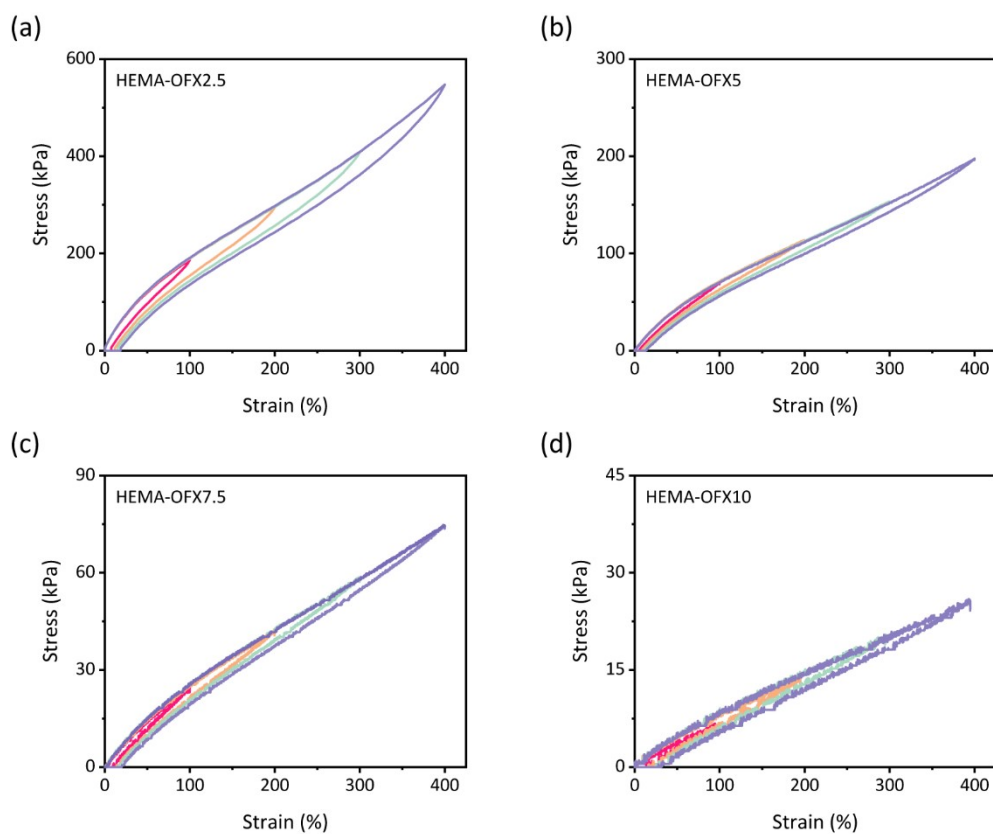 (a)
600
HEMA-OFX2.5
400
200
0
Stress (kPa)
0 100 200 300 400
Strain (%)
(b)
300
HEMA-OFX5
200
100
0
Stress (kPa)
0 100 200 300 400
Strain (%)
(c)
90
HEMA-OFX7.5
60
30
0
Stress (kPa)
0 100 200 300 400
Strain (%)
(d)
45
HEMA-OFX10
30
15
0
Stress (kPa)
0 100 200 300 400
Strain (%)